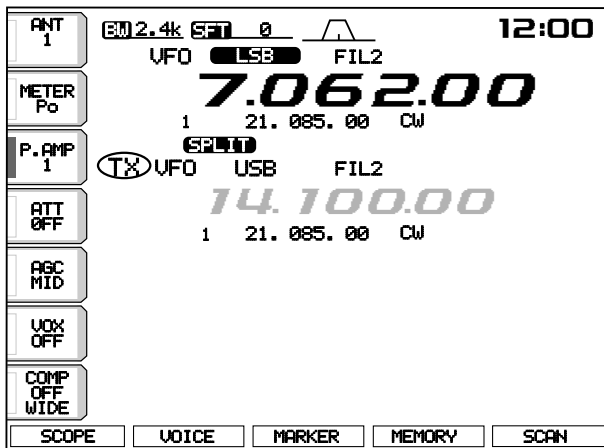 ANT
1
BW 2.4k SFT 0
12:00
VFO LSB FIL2
METER
Po
7.062.00
1 21. 085. 00 CW
P.AMP
1
SPLIT
TX VFO USB FIL2
ATT
OFF
14.100.00
1 21. 085. 00 CW
AGC
MID
VOX
OFF
COMP
OFF
WIDE
SCOPE VOICE MARKER MEMORY SCAN